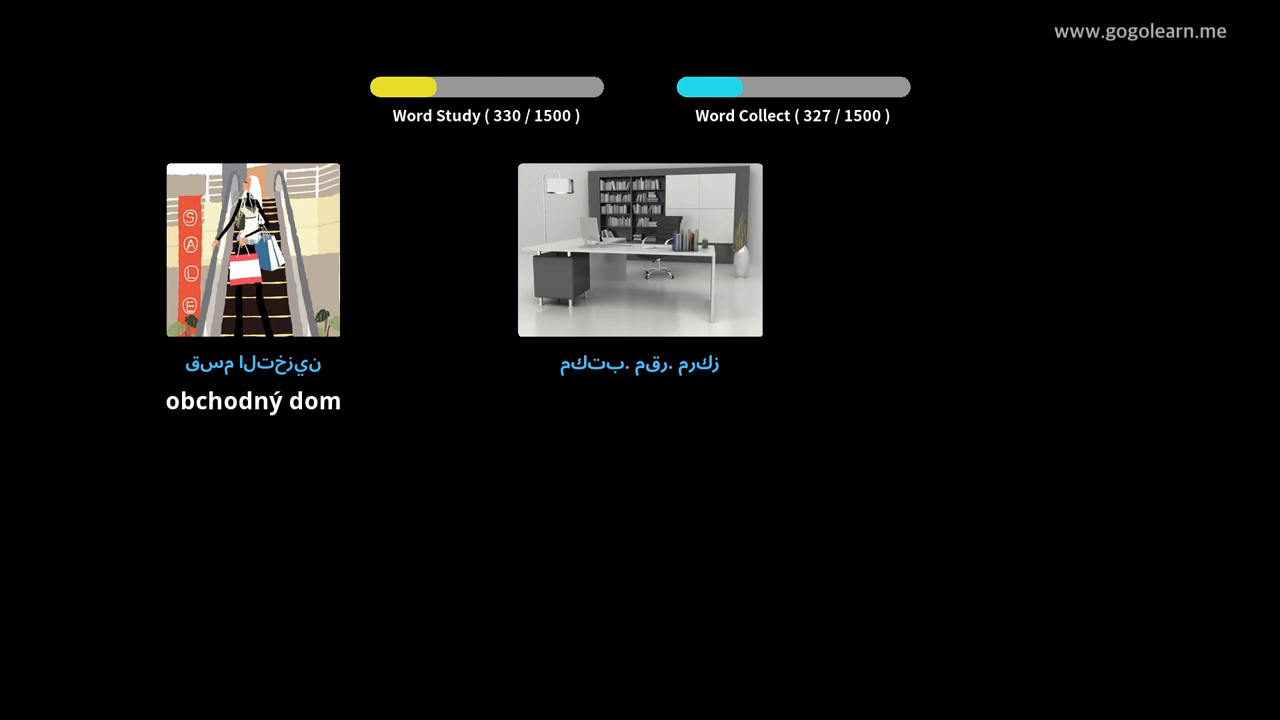 www.gogolearn.me
Word Study ( 330 / 1500 )
Word Collect ( 327 / 1500 )
S
A
L
E
قسم التخزين
obchodný dom
مكتب. مقر. مركز